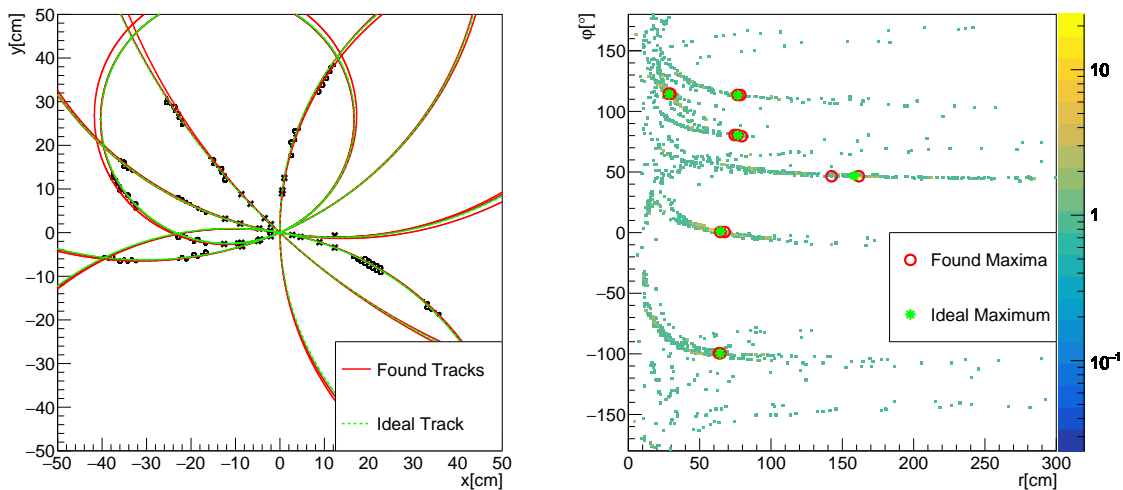 y[cm]
50
40
30
20
10
0
−10
−20
−30
−40
−50
−50 −40 −30 −20 −10 0 10 20 30 40 50
x[cm]
Found Tracks
Ideal Track
φ[°]
150
100
50
0
−50
−100
−150
0 50 100 150 200 250 300
r[cm]
Found Maxima
Ideal Maximum
10
1
10⁻¹